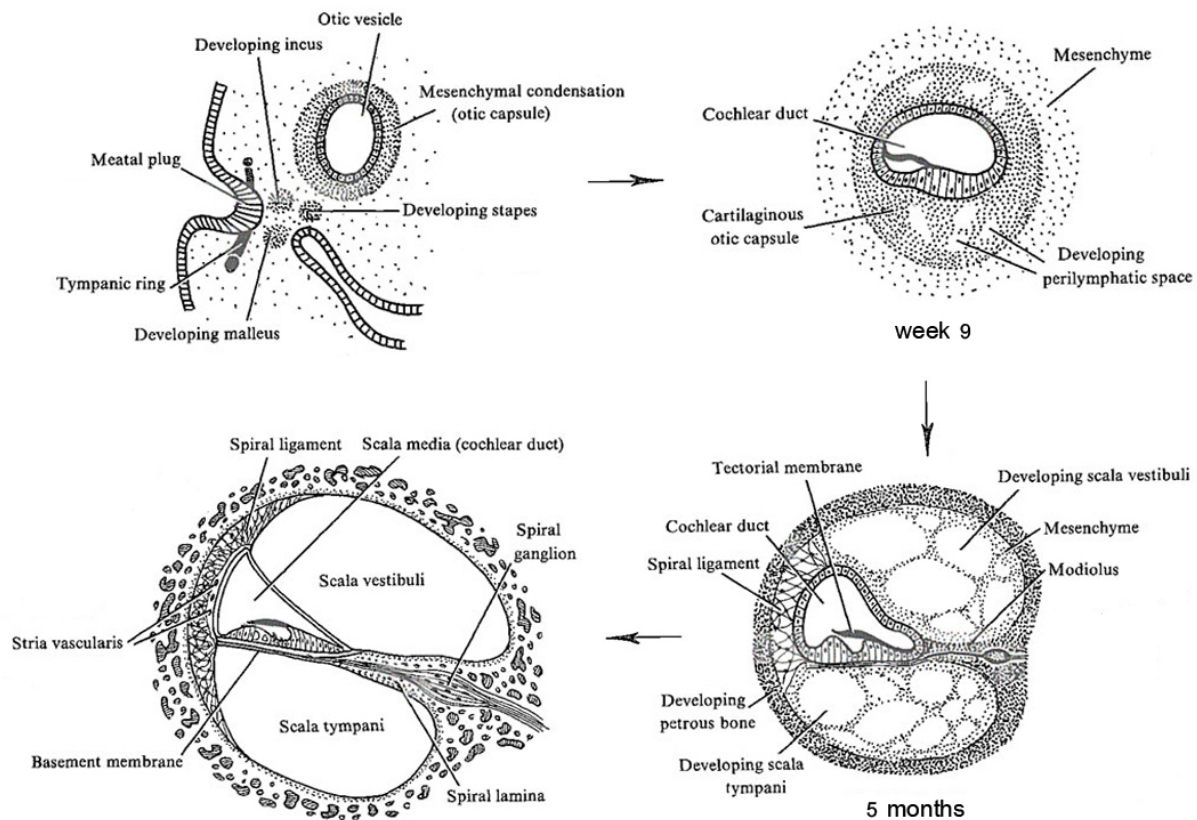 Otic vesicle
Developing incus
Mesenchymal condensation
(otic capsule)
Meatal plug
Developing stapes
Tympanic ring
Developing malleus
Mesenchyme
Cochlear duct
Cartilaginous
otic capsule
Developing
perilymphatic space
week 9
Spiral ligament
Scala media (cochlear duct)
Spiral
ganglion
Scala vestibuli
Stria vascularis
Scala tympani
Basement membrane
Spiral lamina
Tectorial membrane
Developing scala vestibuli
Cochlear duct
Mesenchyme
Spiral ligament
Modiolus
Developing
petrous bone
Developing scala
tympani
5 months